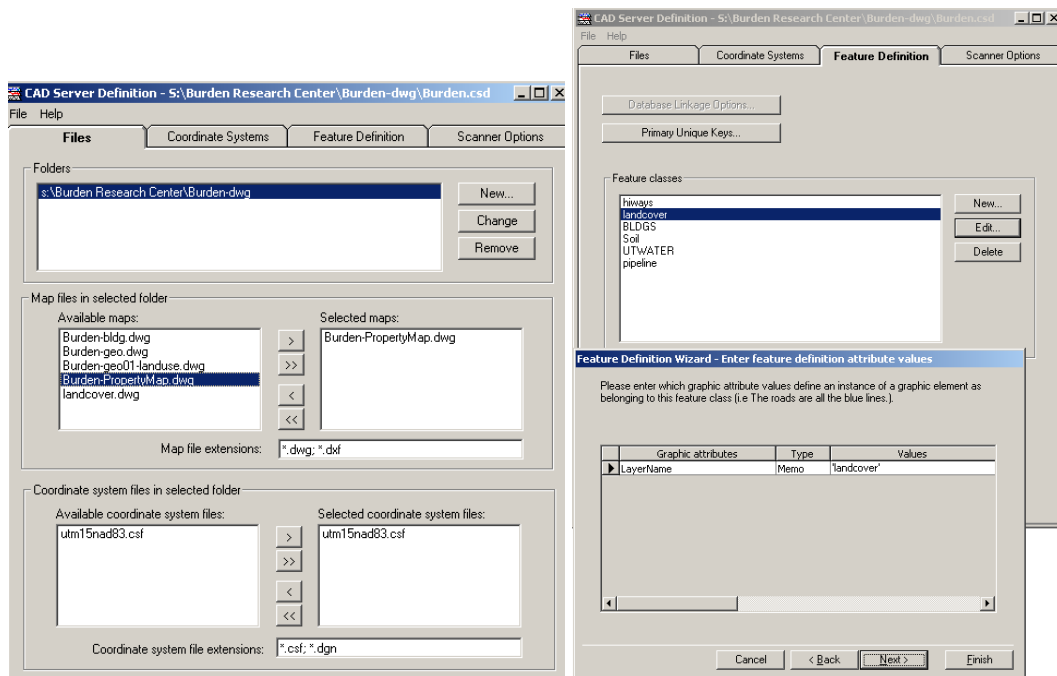 CAD Server Definition - S:\Burden Research Center\Burden-dwg\Burden.csd
File Help
Files Coordinate Systems Feature Definition Scanner Options
Folders
s:\Burden Research Center\Burden-dwg
New...
Change
Remove
Map files in selected folder
Available maps:
Burden-bldg.dwg
Burden-geo.dwg
Burden-geo01-landuse.dwg
Burden-PropertyMap.dwg
landcover.dwg
>
>>
<
<<
Selected maps:
Burden-PropertyMap.dwg
Map file extensions: *.dwg; *.dxf
Coordinate system files in selected folder
Available coordinate system files:
utm15nad83.csf
>
>>
<
<<
Selected coordinate system files:
utm15nad83.csf
Coordinate system file extensions: *.csf; *.dgn
CAD Server Definition - S:\Burden Research Center\Burden-dwg\Burden.csd
File Help
Files Coordinate Systems Feature Definition Scanner Options
Database Linkage Options...
Primary Unique Keys...
Feature classes
hiways
landcover
BLDGS
Soil
UTWATER
pipeline
New...
Edit...
Delete
Feature Definition Wizard - Enter feature definition attribute values
Please enter which graphic attribute values define an instance of a graphic element as
belonging to this feature class (i.e The roads are all the blue lines.).
Graphic attributes Type Values
LayerName Memo 'landcover'
Cancel < Back Next > Finish